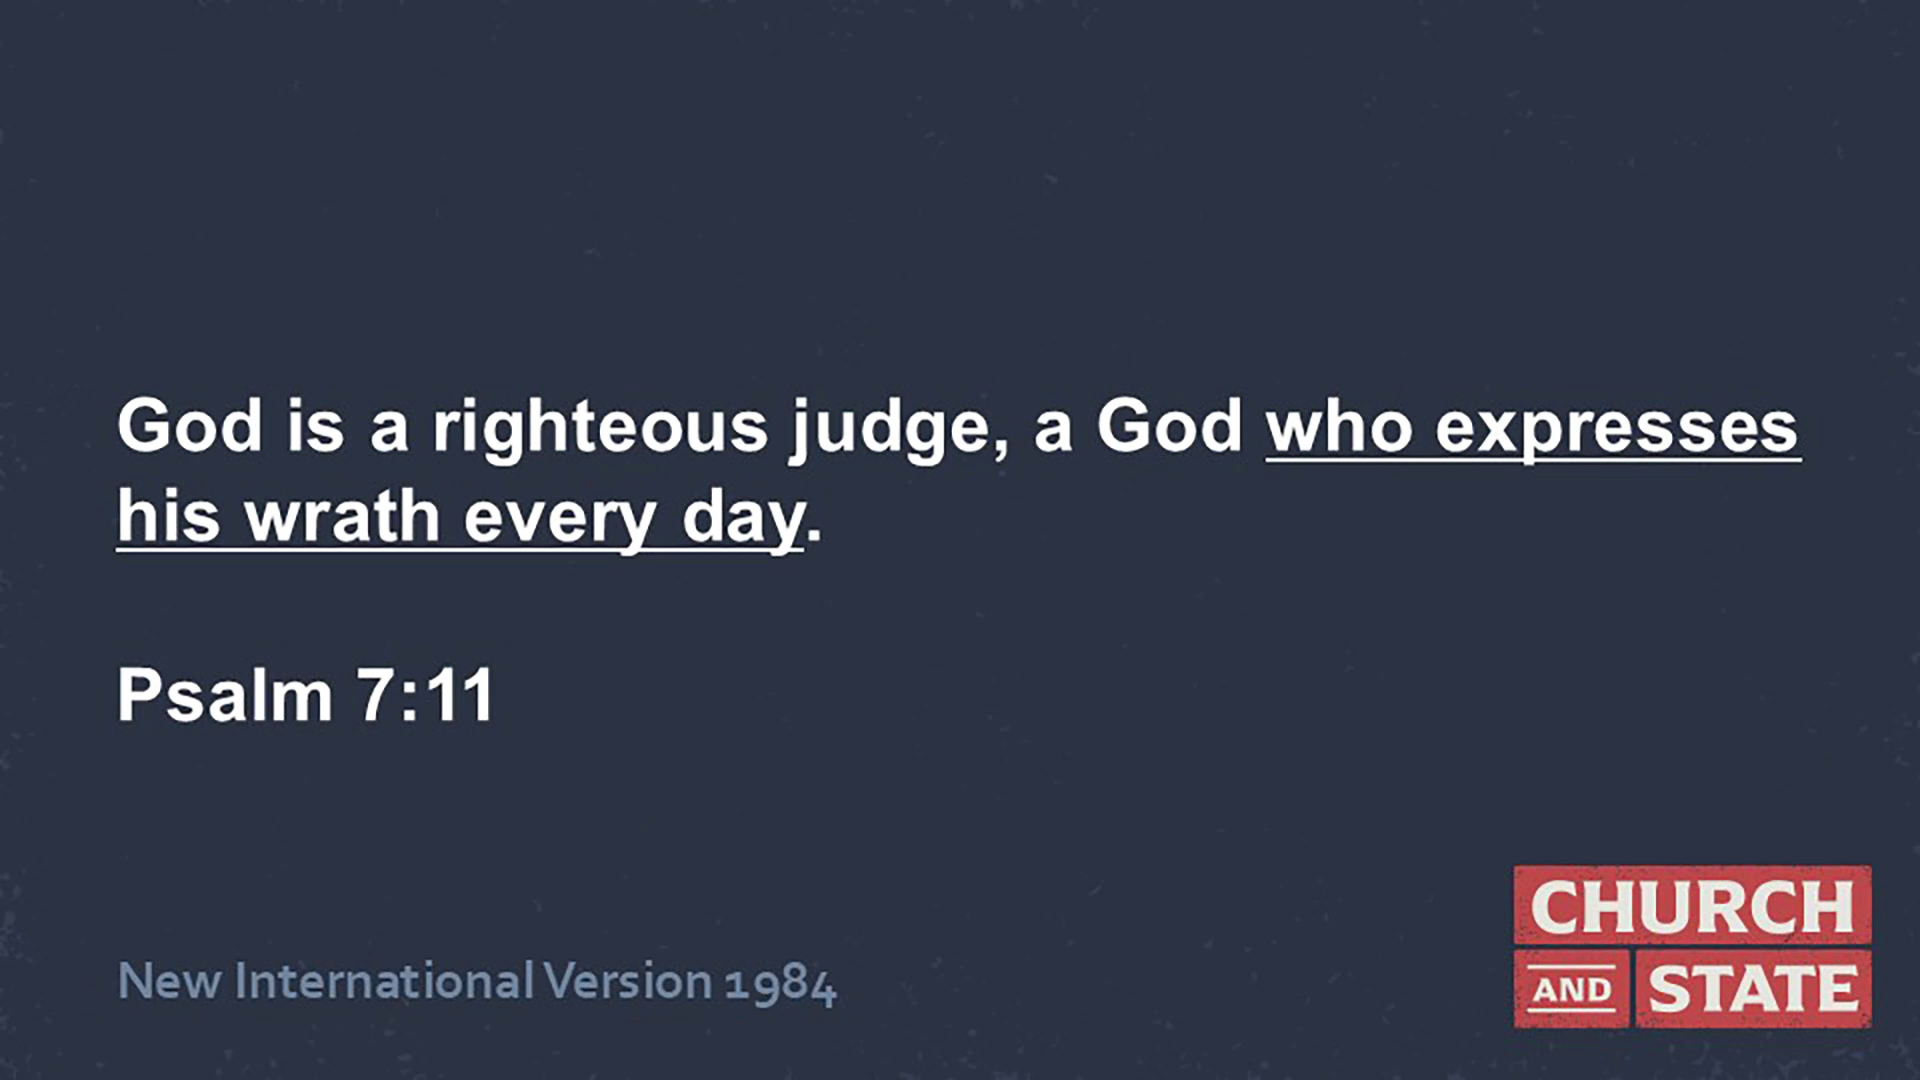 God is a righteous judge, a God who expresses
his wrath every day.
Psalm 7:11
New International Version 1984
CHURCH
AND STATE